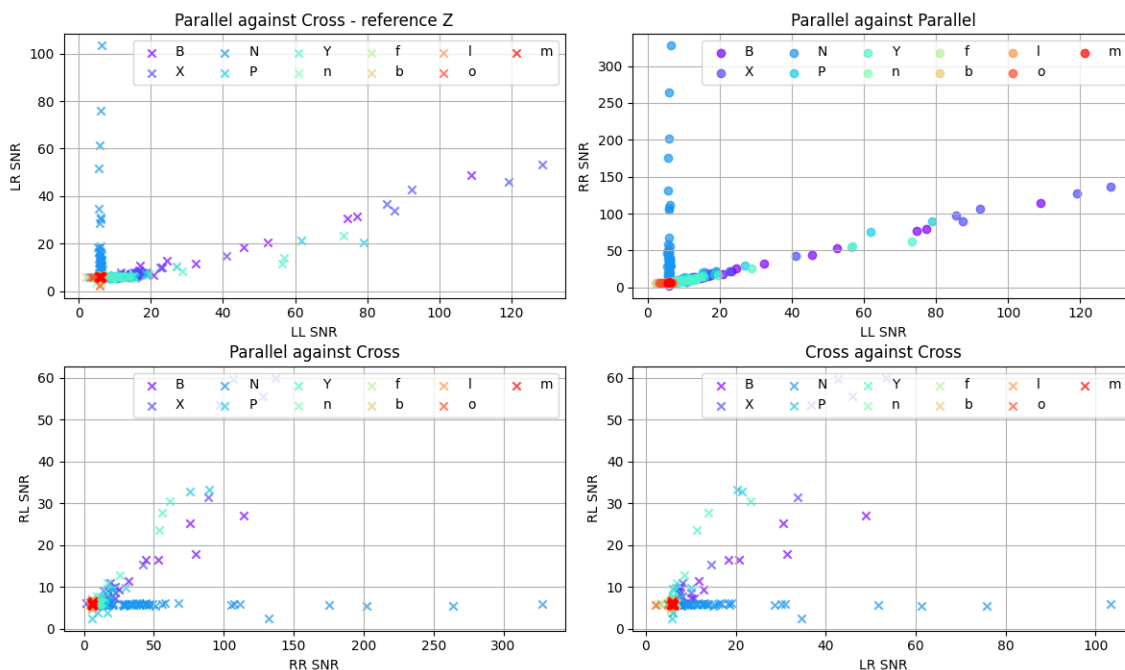 Parallel against Cross - reference Z
LR SNR
100
80
60
40
20
0
B N Y f l m
X P n b o
0 20 40 60 80 100 120
LL SNR
Parallel against Parallel
RR SNR
300
250
200
150
100
50
0
B N Y f l m
X P n b o
0 20 40 60 80 100 120
LL SNR
Parallel against Cross
RL SNR
60
50
40
30
20
10
0
B N Y f l m
X P n b o
0 50 100 150 200 250 300
RR SNR
Cross against Cross
RL SNR
60
50
40
30
20
10
0
B N Y f l m
X P n b o
0 20 40 60 80 100
LR SNR